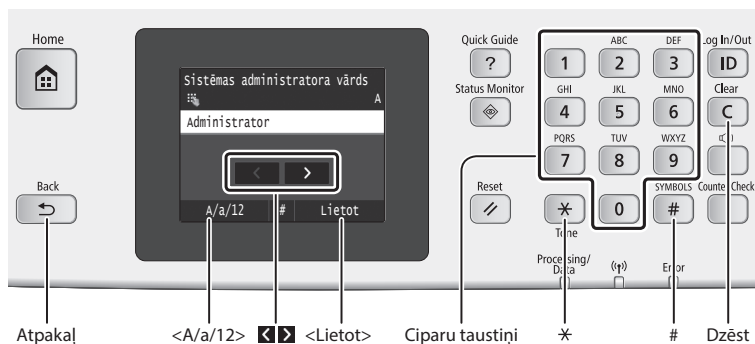 Home
Quick Guide
?
ABC
DEF
Log In/Out
1
2
3
ID
Sistēmas administratora vārds
A
Status Monitor
GHI
JKL
MNO
Clear
Administrator
4
5
6
C
PQRS
TUV
WXYZ
7
8
9
< >
Back
Reset
SYMBOLS
Counter Check
A/a/12 # Lietot
0
#
Tone
Processing/
Data
Error
Atpakaļ
<A/a/12>
< > <Lietot>
Ciparu taustiņi
#
Dzēst